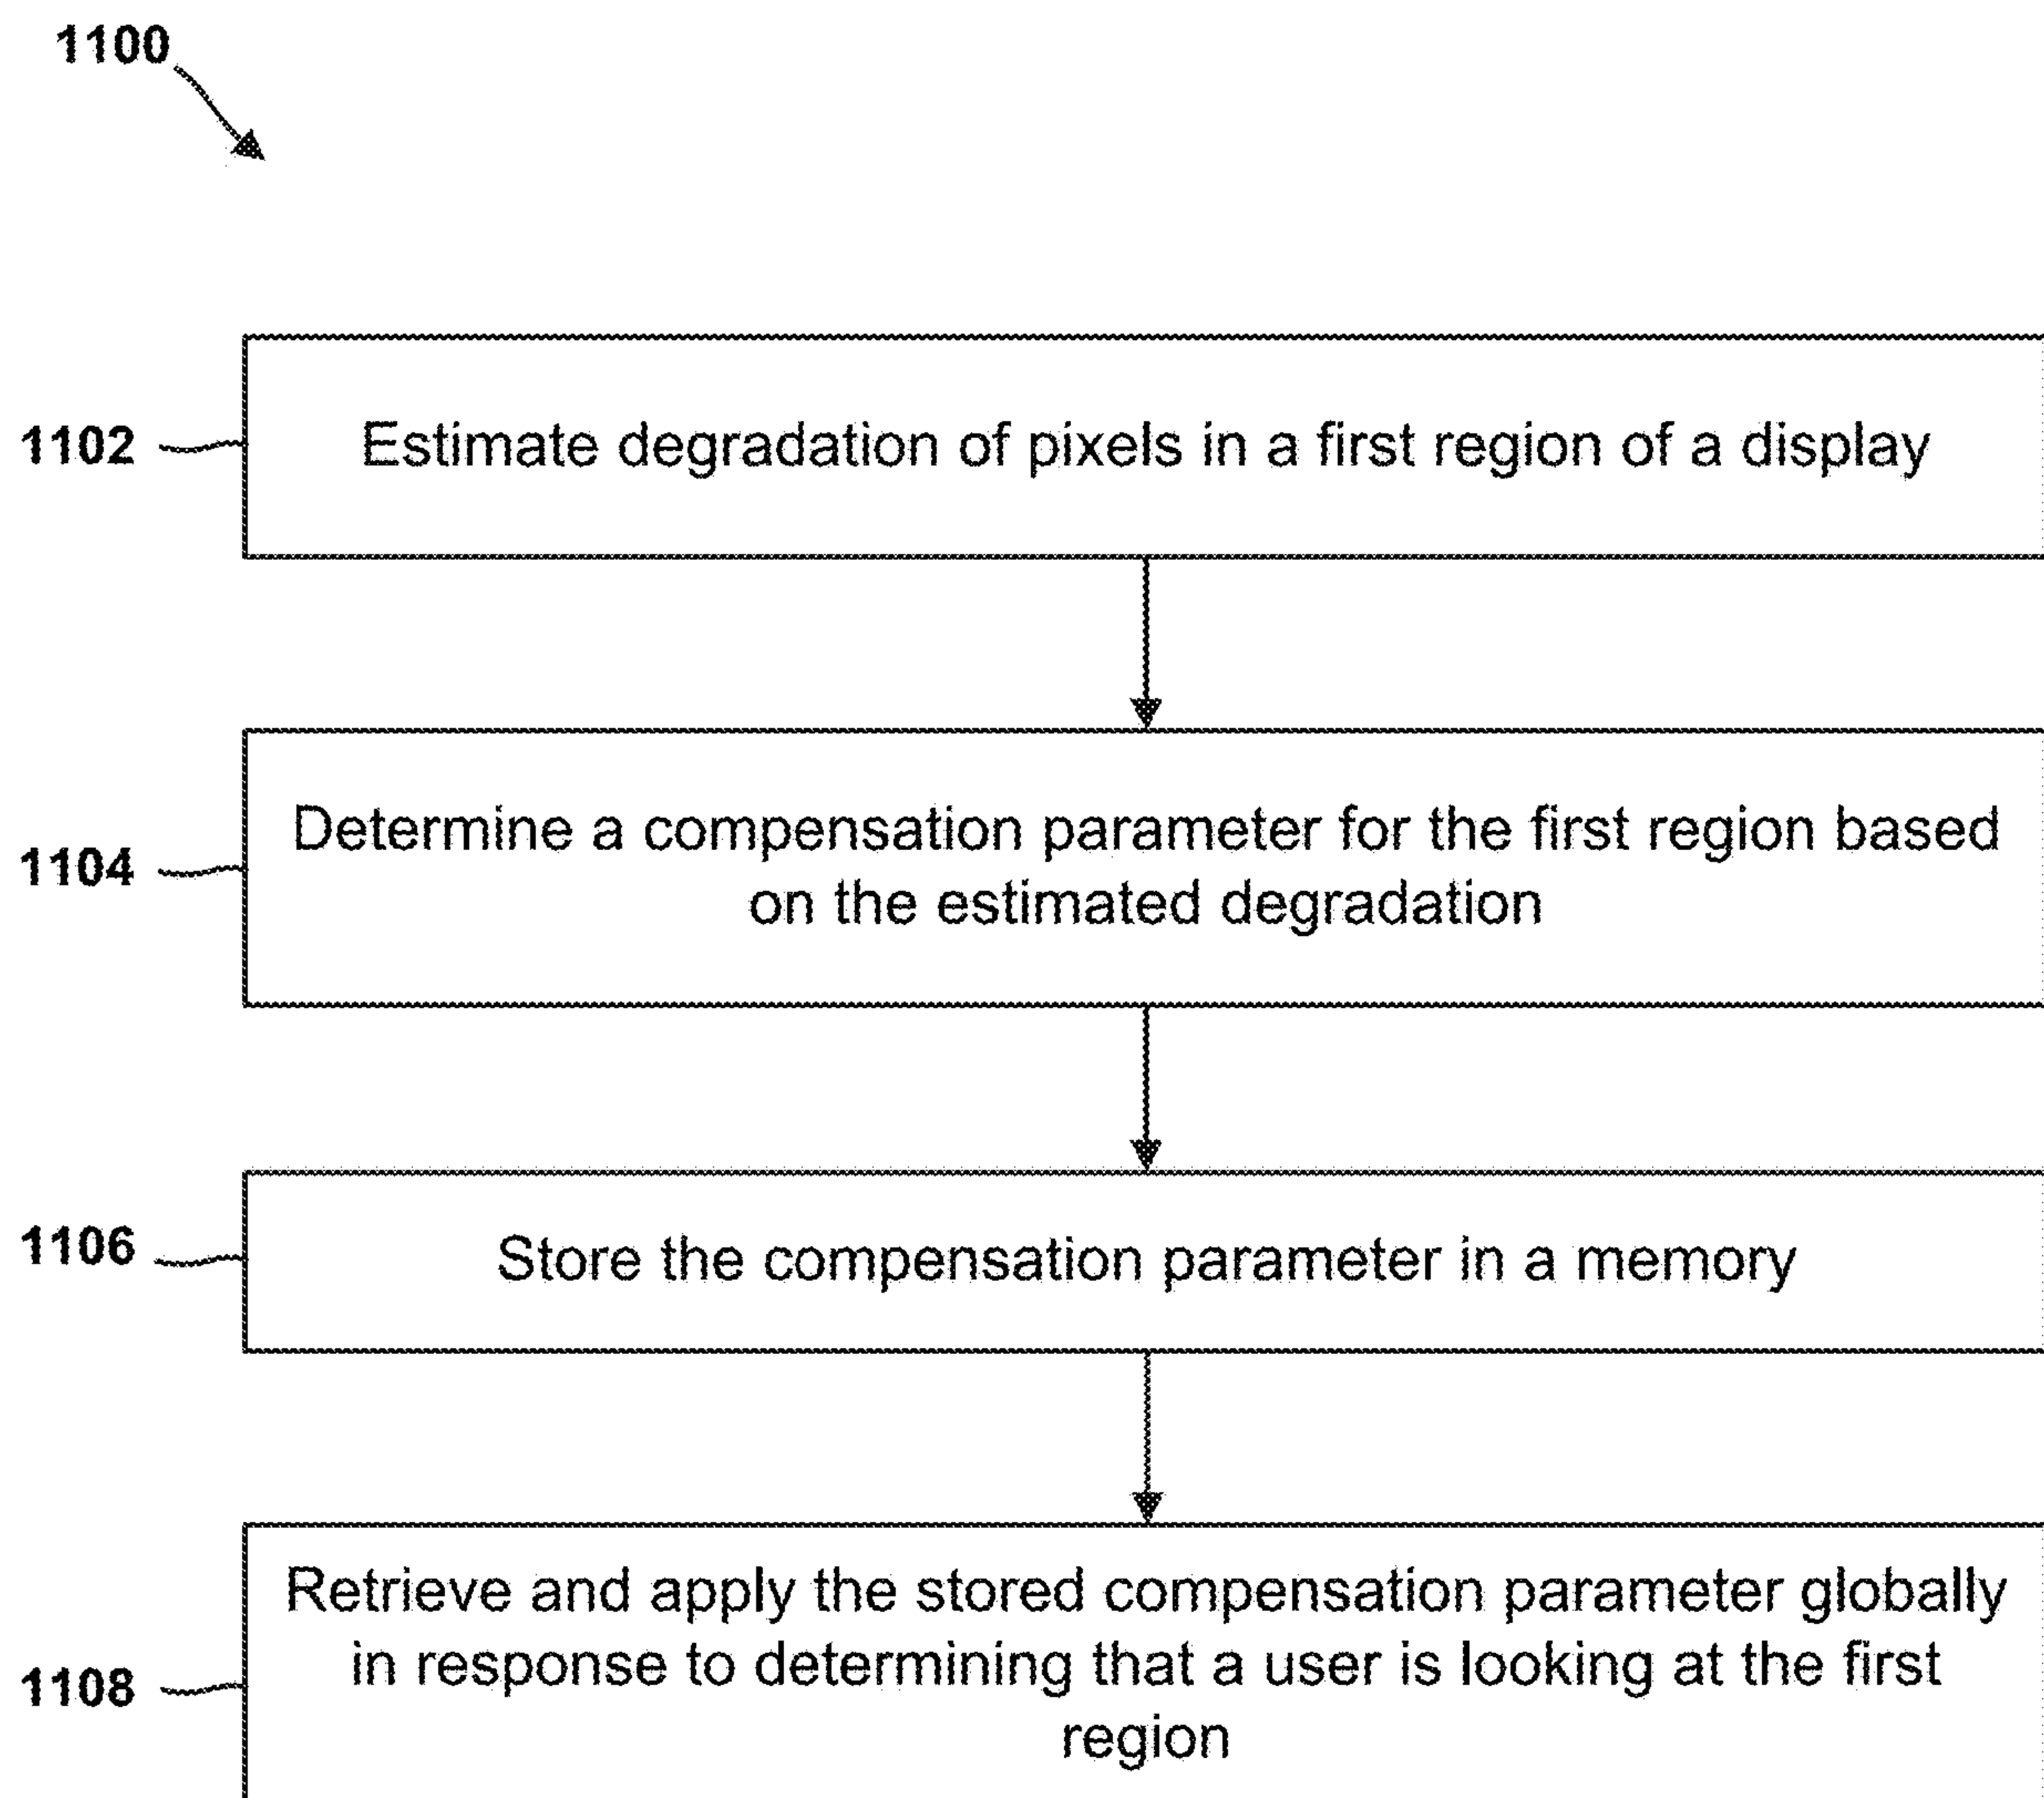 1100
1102
Estimate degradation of pixels in a first region of a display
1104
Determine a compensation parameter for the first region based
on the estimated degradation
1106
Store the compensation parameter in a memory
1108
Retrieve and apply the stored compensation parameter globally
in response to determining that a user is looking at the first
region